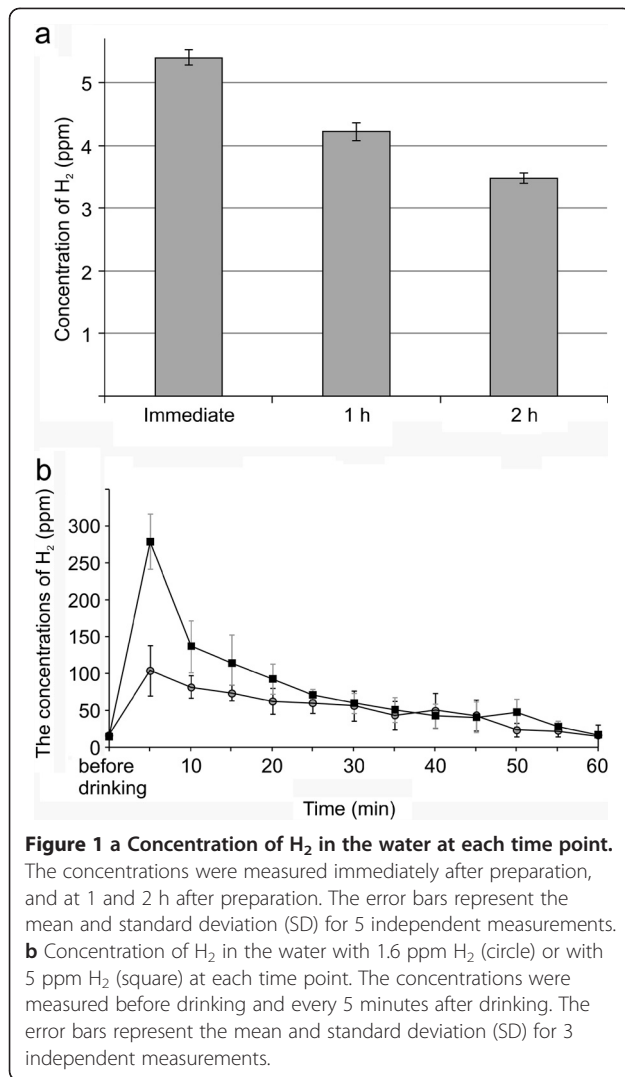 a
Concentration of H₂ (ppm)
5
4
3
2
1
Immediate 1 h 2 h
b
The concentrations of H₂ (ppm)
300
250
200
150
100
50
0
before drinking 10 20 30 40 50 60
Time (min)
Figure 1 a Concentration of H₂ in the water at each time point.
The concentrations were measured immediately after preparation,
and at 1 and 2 h after preparation. The error bars represent the
mean and standard deviation (SD) for 5 independent measurements.
b Concentration of H₂ in the water with 1.6 ppm H₂ (circle) or with
5 ppm H₂ (square) at each time point. The concentrations were
measured before drinking and every 5 minutes after drinking. The
error bars represent the mean and standard deviation (SD) for 3
independent measurements.